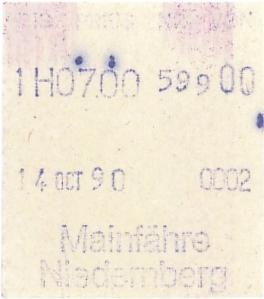 1H0700 59900
14 OCT 90 0002
Mainfähre
Niedernberg